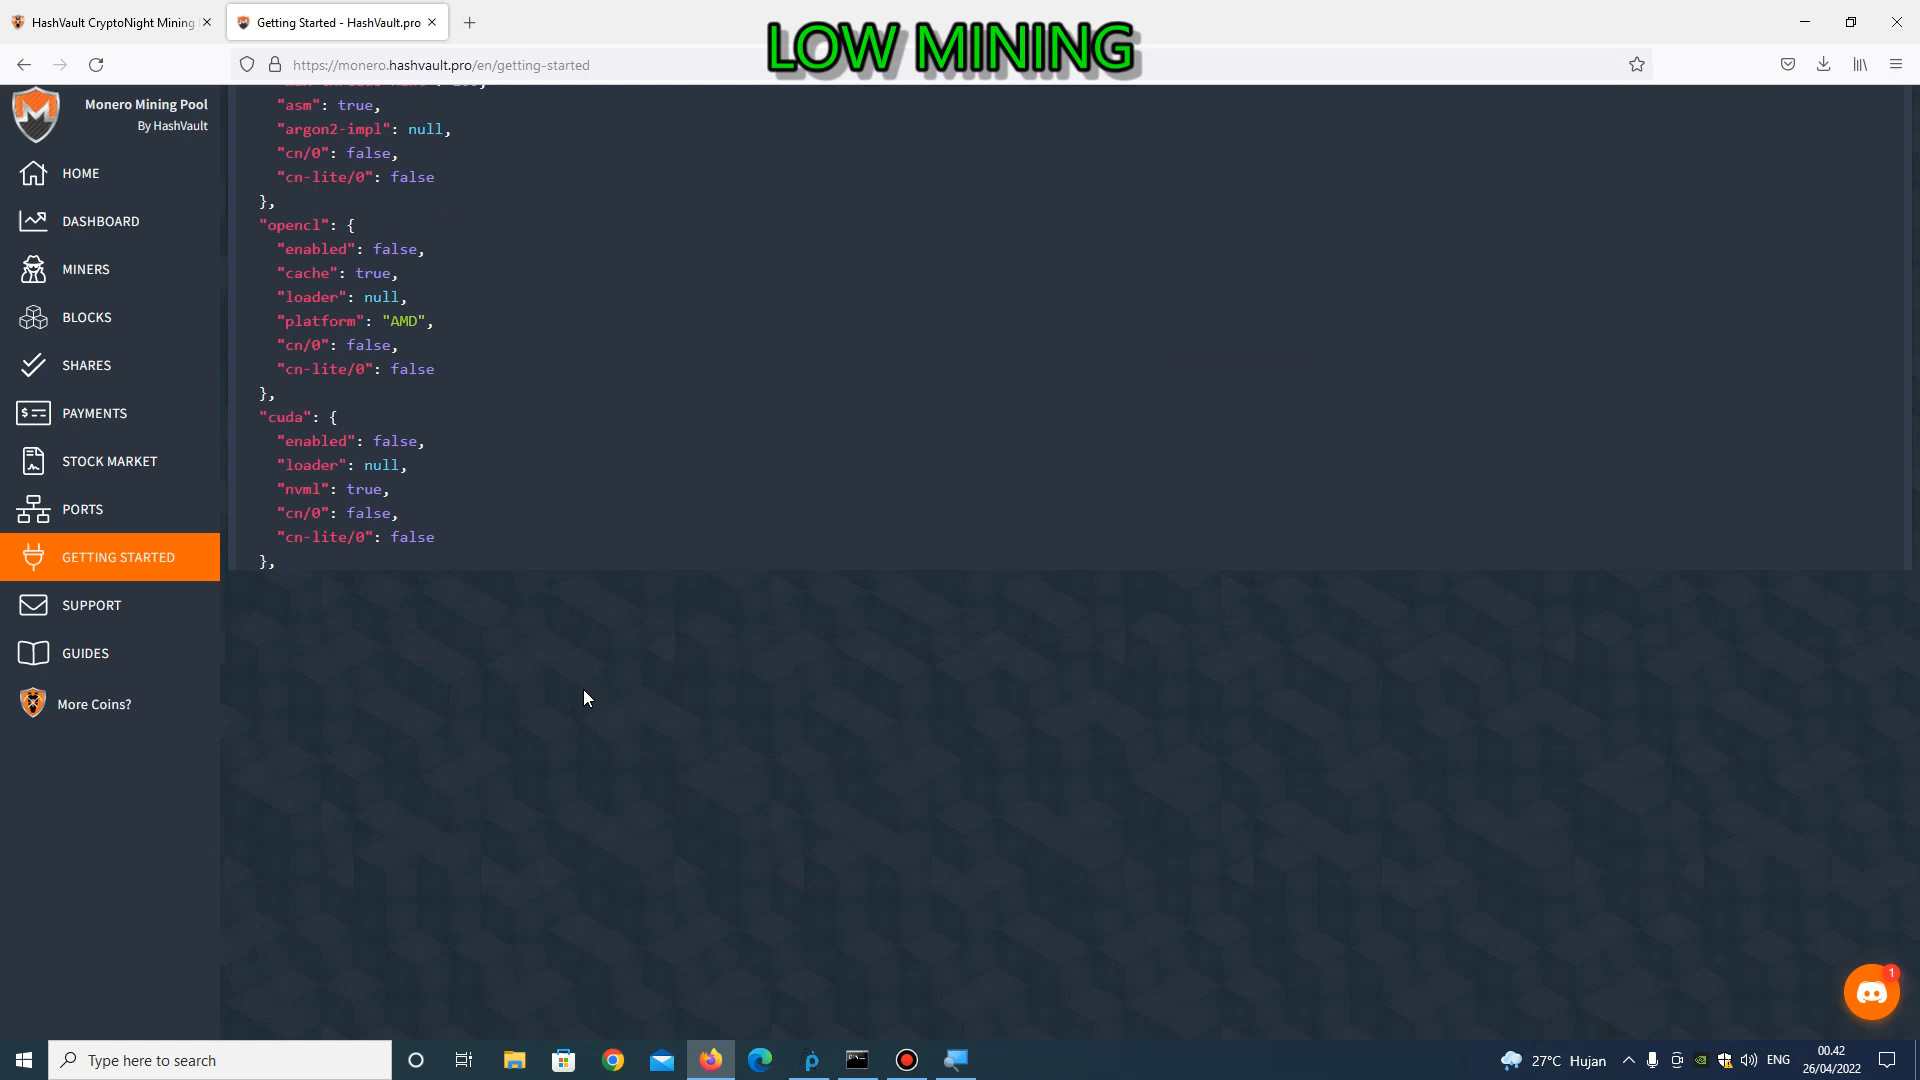 HashVault CryptoNight Mining
Getting Started - HashVault.pro
LOW MINING
https://monero.hashvault.pro/en/getting-started
Monero Mining Pool
By HashVault
HOME
DASHBOARD
MINERS
BLOCKS
SHARES
PAYMENTS
STOCK MARKET
PORTS
GETTING STARTED
SUPPORT
GUIDES
More Coins?
"asm": true,
"argon2-impl": null,
"cn/0": false,
"cn-lite/0": false
},
"opencl": {
"enabled": false,
"cache": true,
"loader": null,
"platform": "AMD",
"cn/0": false,
"cn-lite/0": false
},
"cuda": {
"enabled": false,
"loader": null,
"nvml": true,
"cn/0": false,
"cn-lite/0": false
},
1
Type here to search
27°C Hujan
ENG
00.42
26/04/2022